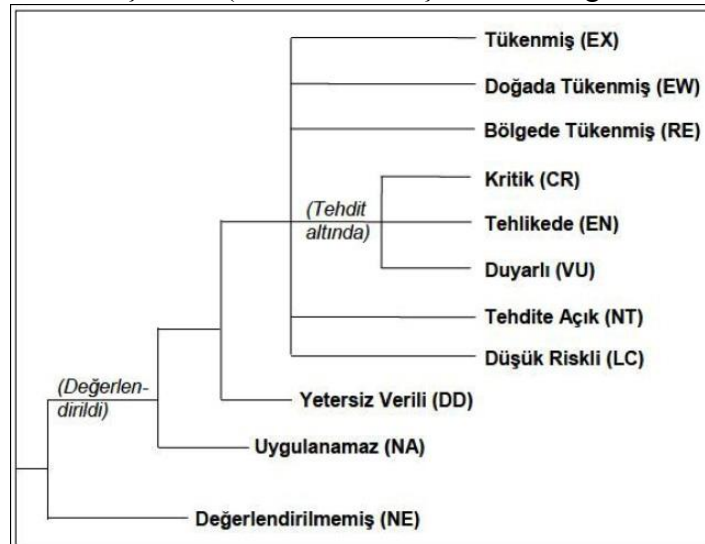 Tükenmiş (EX)
Doğada Tükenmiş (EW)
Bölgede Tükenmiş (RE)
Kritik (CR)
(Tehdit
altında)
Tehlikede (EN)
Duyarlı (VU)
Tehdite Açık (NT)
Düşük Riskli (LC)
(Değerlen-
dirildi)
Yetersiz Verili (DD)
Uygulanamaz (NA)
Değerlendirilmemiş (NE)